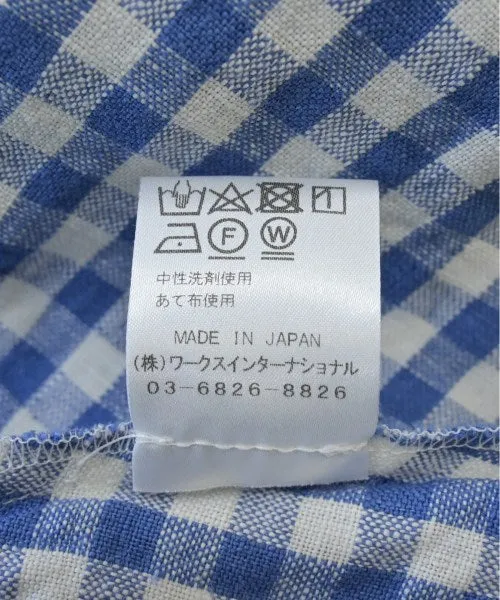 F W
中性洗剤使用
あて布使用
MADE IN JAPAN
(株)ワークスインターナショナル
03-6826-8826